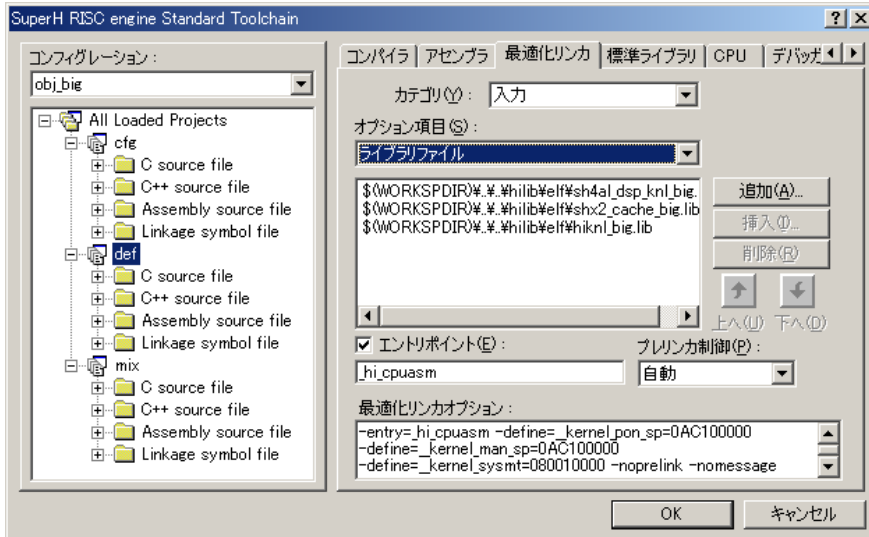 SuperH RISC engine Standard Toolchain
コンフィグレーション :
obj_big
All Loaded Projects
cfg
C source file
C++ source file
Assembly source file
Linkage symbol file
def
C source file
C++ source file
Assembly source file
Linkage symbol file
mix
C source file
C++ source file
Assembly source file
Linkage symbol file
コンパイラ アセンブラ 最適化リンカ 標準ライブラリ CPU デバッガ
カテゴリ(Y) : 入力
オプション項目(S) :
ライブラリファイル
$(WORKSPDIR)¥..¥..¥hilib¥elf¥sh4al_dsp_knl_big.
$(WORKSPDIR)¥..¥..¥hilib¥elf¥shx2_cache_big.lib
$(WORKSPDIR)¥..¥..¥hilib¥elf¥hiknl_big.lib
追加(A)...
挿入(I)...
削除(R)
上へ(U) 下へ(D)
エントリポイント(E) :
_hi_cpuasm
プレリンカ制御(P) :
自動
最適化リンカオプション :
-entry=_hi_cpuasm -define=__kernel_pon_sp=0AC100000
-define=__kernel_man_sp=0AC100000
-define=__kernel_sysmt=080010000 -noprelink -nomessage
OK キャンセル